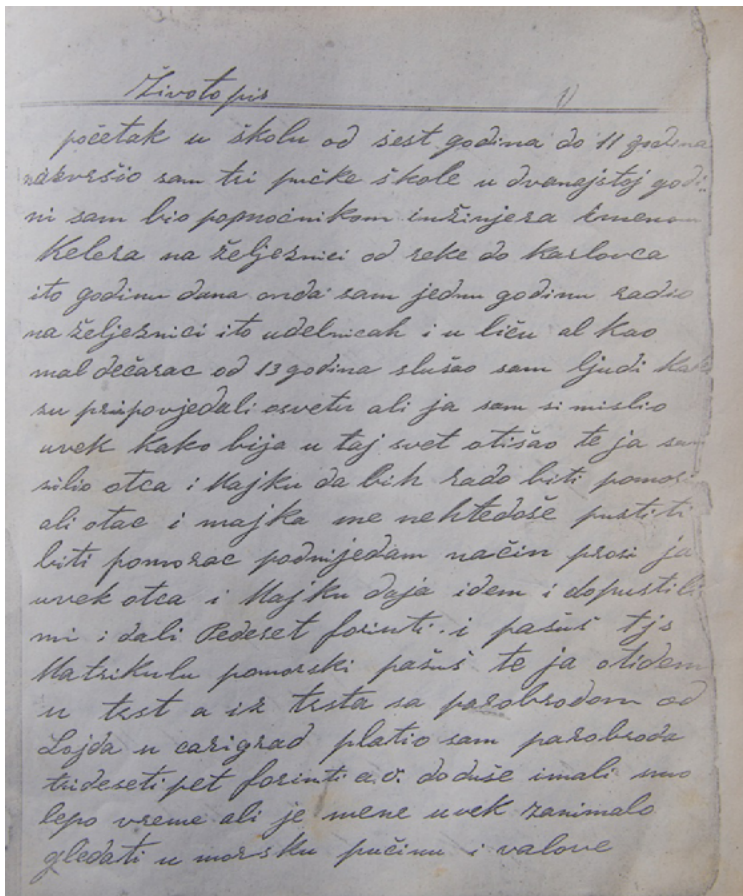 Životopis 1)
početak u školu od šest godina do 11 godina
izvršio sam tri pučke škole u dvanajstoj godi-
ni sam bio popmoćnikom inžinjera imenom
Kelera na željeznici od reke do Karlovca
ito godinu dana onda sam jednu godinu radio
na željeznici ito udelnicah i u liču al kao
mal dečarac od 13 godina slušao sam ljudi kak
su pripovjedali osvetu ali ja sam si mislio
uvek kako bija u taj svet otišao te ja sam
silio otca i Majku da bih rado biti pomor
ali otac i majka me nehtedoše pustiti
biti pomorac podnijedam način prosi ja
uvek otca i Majku daja idem i dopustili
mi i dali Pedeset forinti i pašuš tjs
Matrikulu pomorski pašuš te ja otidem
u trst a iz trsta sa parobrodom od
Lojda u carigrad platio sam parobroda
trideseti pet forinti a.v. doduše imali smo
lepo vreme ali je mene uvek zanimalo
gledati u morsku pučinu i valove